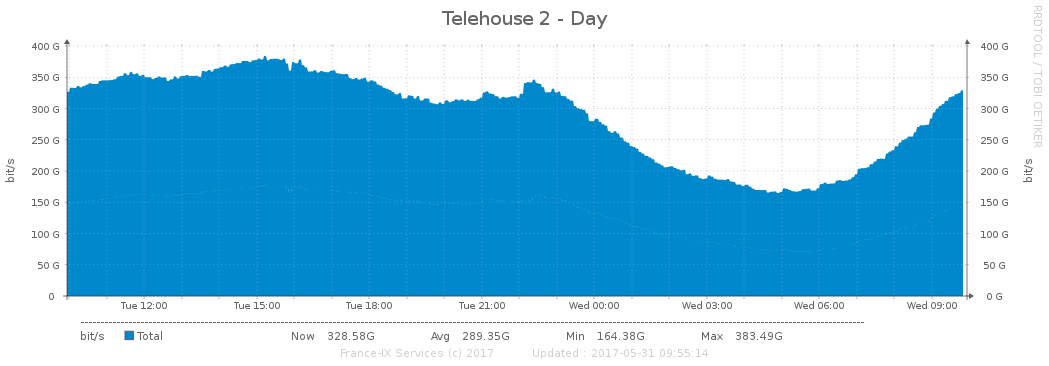 Telehouse 2 - Day
RRDTOOL / TOBI OETIKER
400 G 400 G
350 G 350 G
300 G 300 G
250 G 250 G
200 G 200 G
150 G 150 G
100 G 100 G
50 G 50 G
0 0 G
bit/s bit/s
Tue 12:00 Tue 15:00 Tue 18:00 Tue 21:00 Wed 00:00 Wed 03:00 Wed 06:00 Wed 09:00
bit/s Total Now 328.58G Avg 289.35G Min 164.38G Max 383.49G
France-IX Services (c) 2017 Updated : 2017-05-31 09:55:14